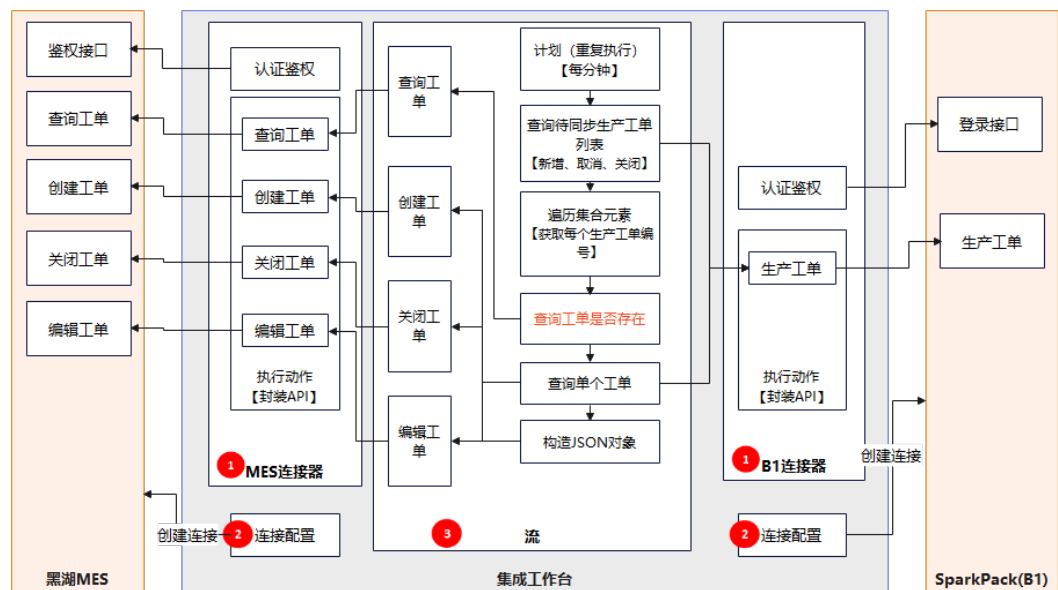 鉴权接口
查询工单
创建工单
关闭工单
编辑工单
黑湖MES
认证鉴权
查询工单
创建工单
关闭工单
编辑工单
执行动作
【封装API】
1
MES连接器
创建连接
2
连接配置
查询工
单
创建工
单
关闭工
单
编辑工
单
计划（重复执行）
【每分钟】
查询待同步生产工单
列表
【新增、取消、关闭】
遍历集合元素
【获取每个生产工单编
号】
查询工单是否存在
查询单个工单
构造JSON对象
3
流
集成工作台
认证鉴权
生产工单
执行动作
【封装API】
1
B1连接器
2
连接配置
创建连接
登录接口
生产工单
SparkPack(B1)